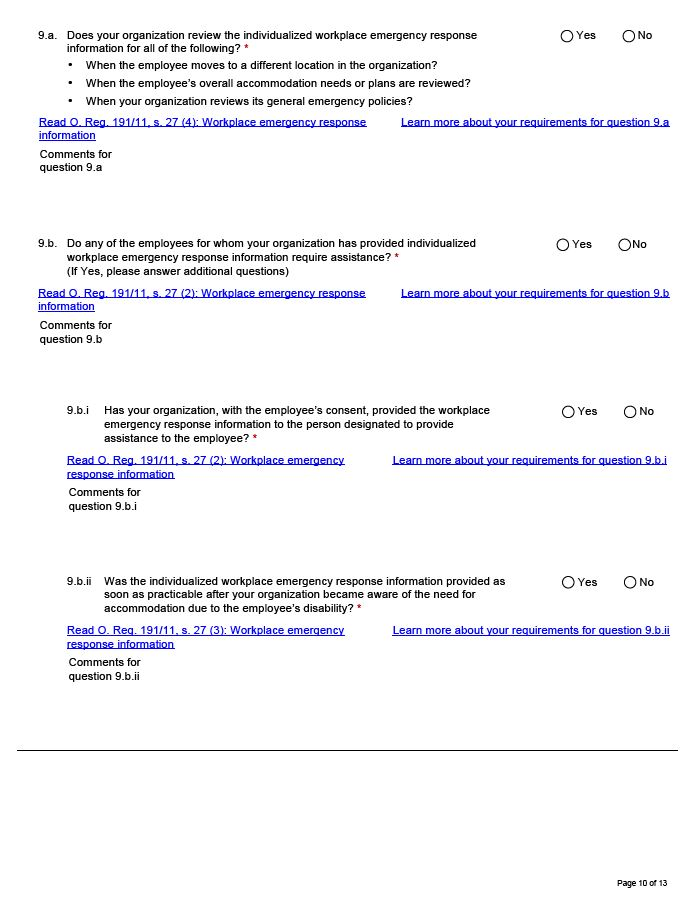 9.a. Does your organization review the individualized workplace emergency response Yes No
information for all of the following? *
• When the employee moves to a different location in the organization?
• When the employee's overall accommodation needs or plans are reviewed?
• When your organization reviews its general emergency policies?
Read O. Reg. 191/11, s. 27 (4): Workplace emergency response Learn more about your requirements for question 9.a
information
Comments for
question 9.a
9.b. Do any of the employees for whom your organization has provided individualized Yes No
workplace emergency response information require assistance? *
(If Yes, please answer additional questions)
Read O. Reg. 191/11, s. 27 (2): Workplace emergency response Learn more about your requirements for question 9.b
information
Comments for
question 9.b
9.b.i Has your organization, with the employee's consent, provided the workplace Yes No
emergency response information to the person designated to provide
assistance to the employee? *
Read O. Reg. 191/11, s. 27 (2): Workplace emergency Learn more about your requirements for question 9.b.i
response information
Comments for
question 9.b.i
9.b.ii Was the individualized workplace emergency response information provided as Yes No
soon as practicable after your organization became aware of the need for
accommodation due to the employee's disability? *
Read O. Reg. 191/11, s. 27 (3): Workplace emergency Learn more about your requirements for question 9.b.ii
response information
Comments for
question 9.b.ii
Page 10 of 13